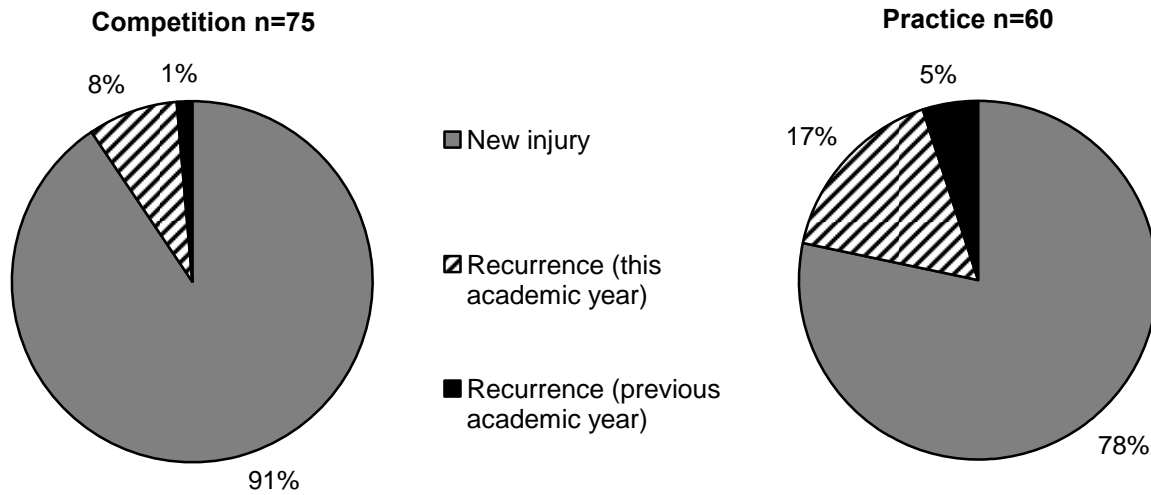 Competition n=75
8%
1%
91%
New injury
Recurrence (this
academic year)
Recurrence (previous
academic year)
Practice n=60
5%
17%
78%